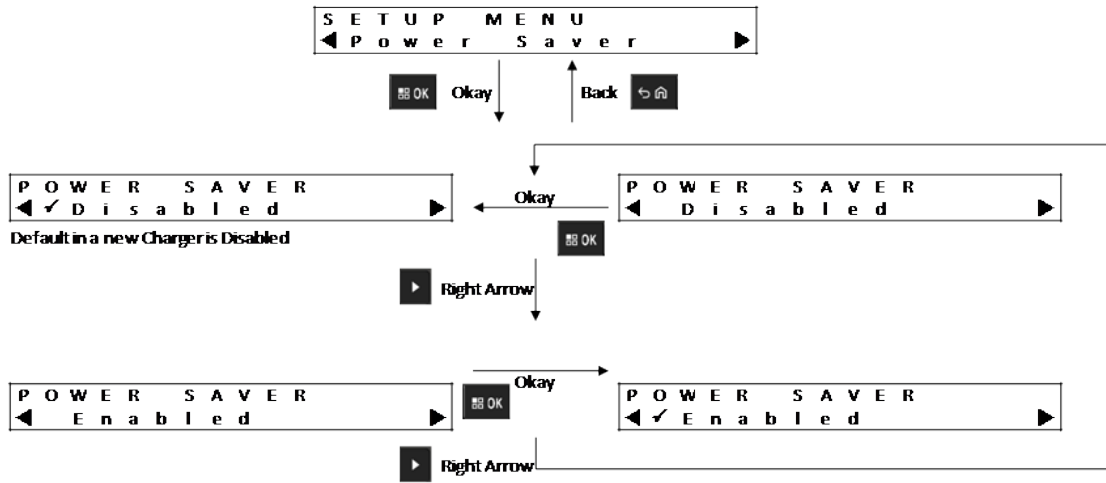 SETUP MENU
◀ Power Saver ▶
OK Okay Back
POWER SAVER
◀ ✓ Disabled ▶
Default in a new Charger is Disabled
Okay
OK
POWER SAVER
◀ Disabled ▶
Right Arrow
POWER SAVER
◀ Enabled ▶
Okay
OK
POWER SAVER
◀ ✓ Enabled ▶
Right Arrow